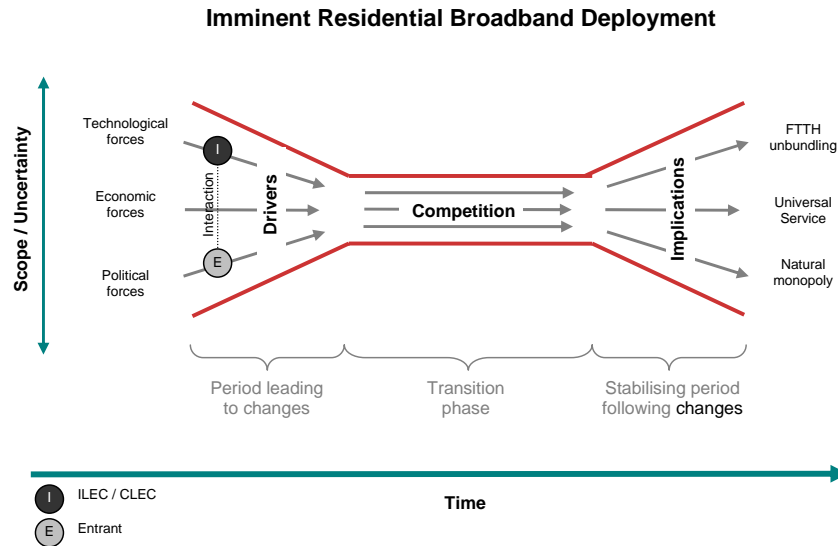 Imminent Residential Broadband Deployment
Scope / Uncertainty
Technological
forces
Economic
forces
Political
forces
I
Interaction
E
Drivers
Competition
Implications
FTTH
unbundling
Universal
Service
Natural
monopoly
Period leading
to changes
Transition
phase
Stabilising period
following changes
Time
I
ILEC / CLEC
E
Entrant